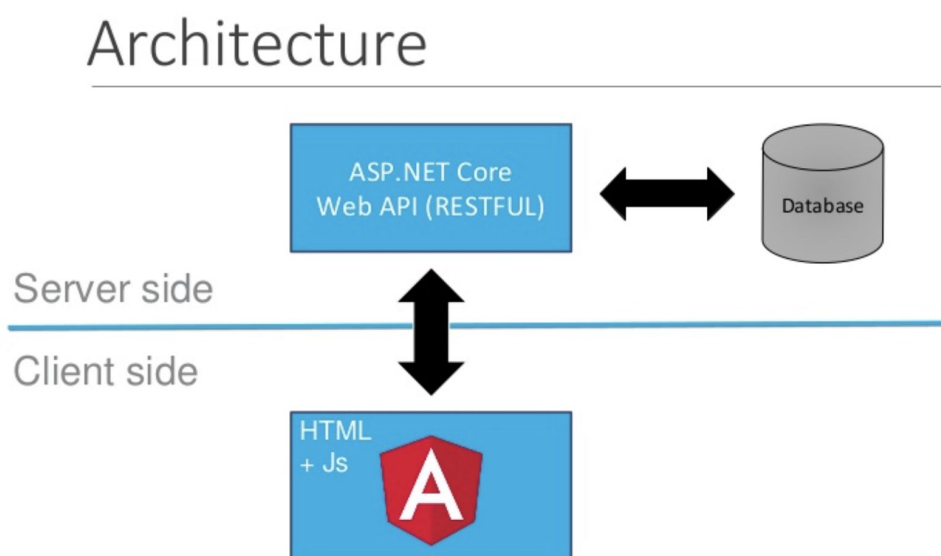 Architecture
ASP.NET Core
Web API (RESTFUL)
Database
Server side
Client side
HTML
+ Js
A